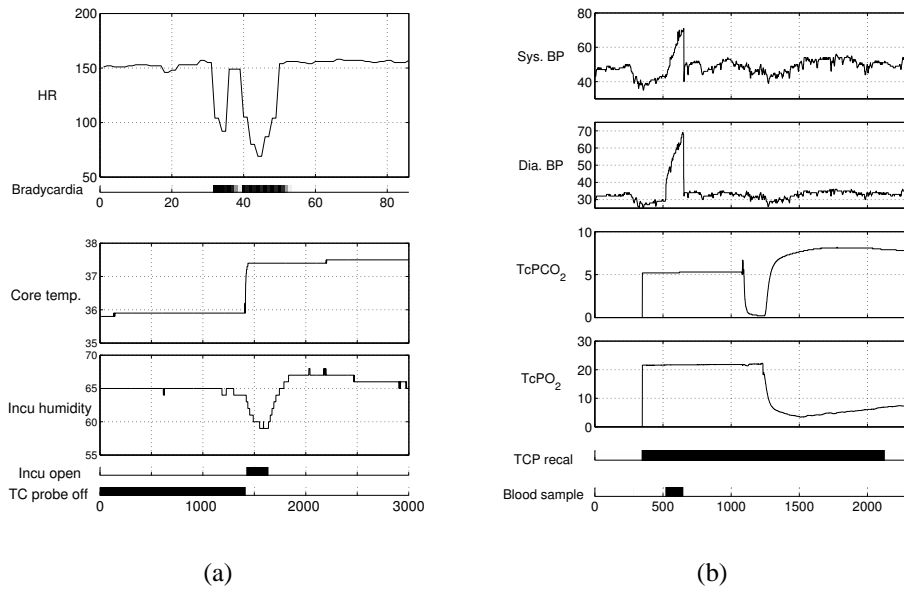 200
150
100
50
HR
Bradycardia
0 20 40 60 80
38
37
36
35
Core temp.
70
65
60
55
Incu humidity
Incu open
TC probe off
0 1000 2000 3000
(a)
80
60
40
Sys. BP
70
60
50
40
30
Dia. BP
10
5
0
TcPCO2
30
20
10
0
TcPO2
TCP recal
Blood sample
0 500 1000 1500 2000
(b)